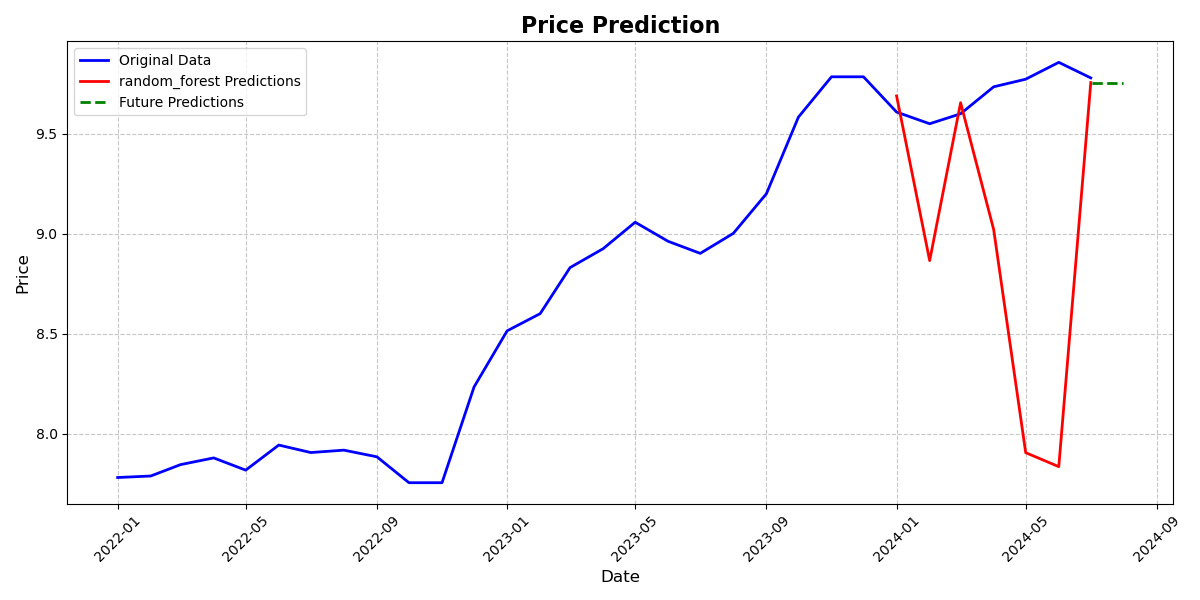 Price Prediction
Original Data
random_forest Predictions
Future Predictions
Price
9.5
9.0
8.5
8.0
2022-01
2022-05
2022-09
2023-01
2023-05
2023-09
2024-01
2024-05
2024-09
Date